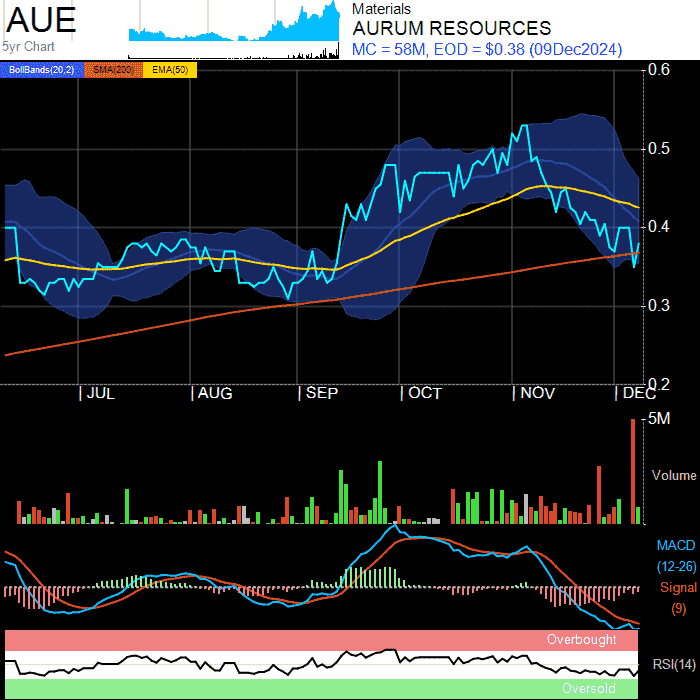 AUE
5yr Chart
Materials
AURUM RESOURCES
MC = 58M, EOD = $0.38 (09Dec2024)
BollBands(20,2) SMA(200) EMA(50)
0.6
0.5
0.4
0.3
0.2
JUL AUG SEP OCT NOV DEC
5M
Volume
MACD
(12-26)
Signal
(9)
Overbought
RSI(14)
Oversold